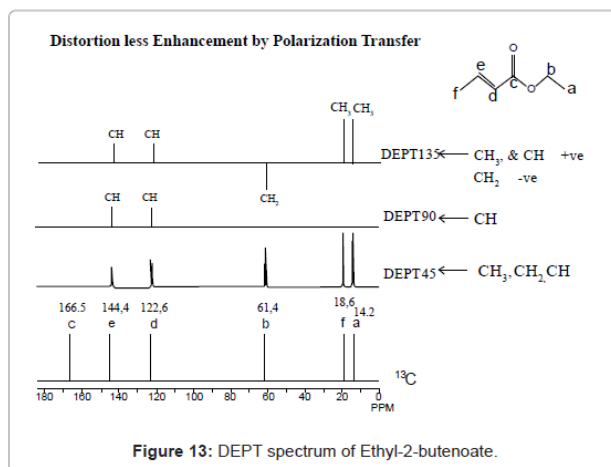 Distortion less Enhancement by Polarization Transfer
O
e
b
c
f
d
O
a
CH₃ CH₃
CH CH
DEPT135 CH₃, & CH +ve
CH₂ -ve
CH₂
CH CH
DEPT90 CH
DEPT45 CH₃, CH₂, CH
166.5 144,4 122,6 61,4 18,6 14.2
c e d b f a
¹³C
180 160 140 120 100 80 60 40 20 0
PPM
Figure 13: DEPT spectrum of Ethyl-2-butenoate.